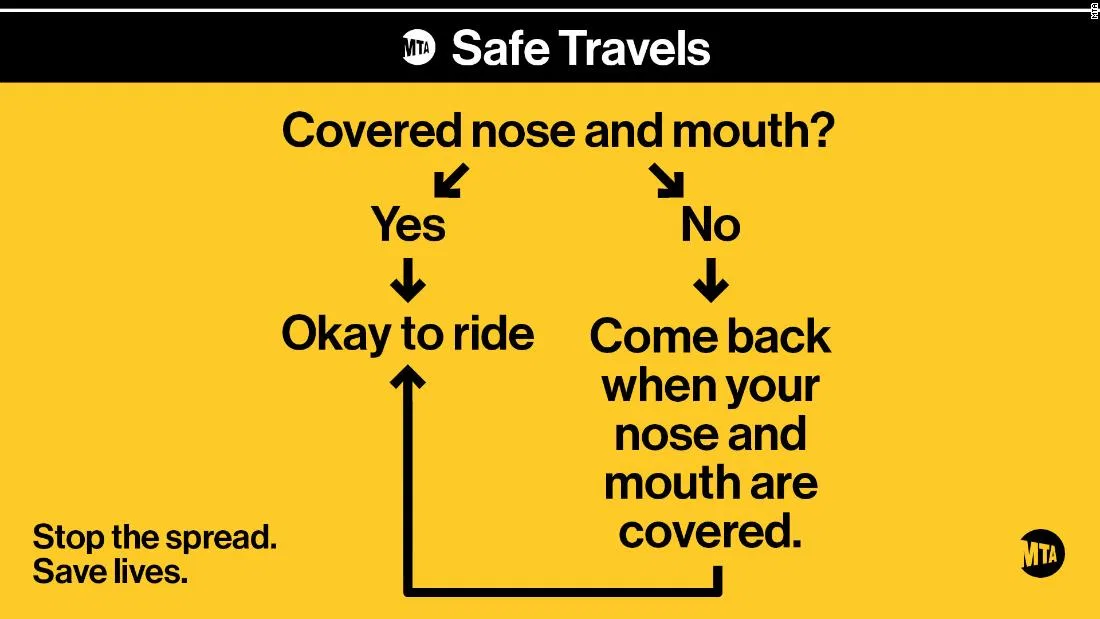 MTA
MTA Safe Travels
Covered nose and mouth?
Yes
No
Okay to ride
Come back
when your
nose and
mouth are
covered.
Stop the spread.
Save lives.
MTA